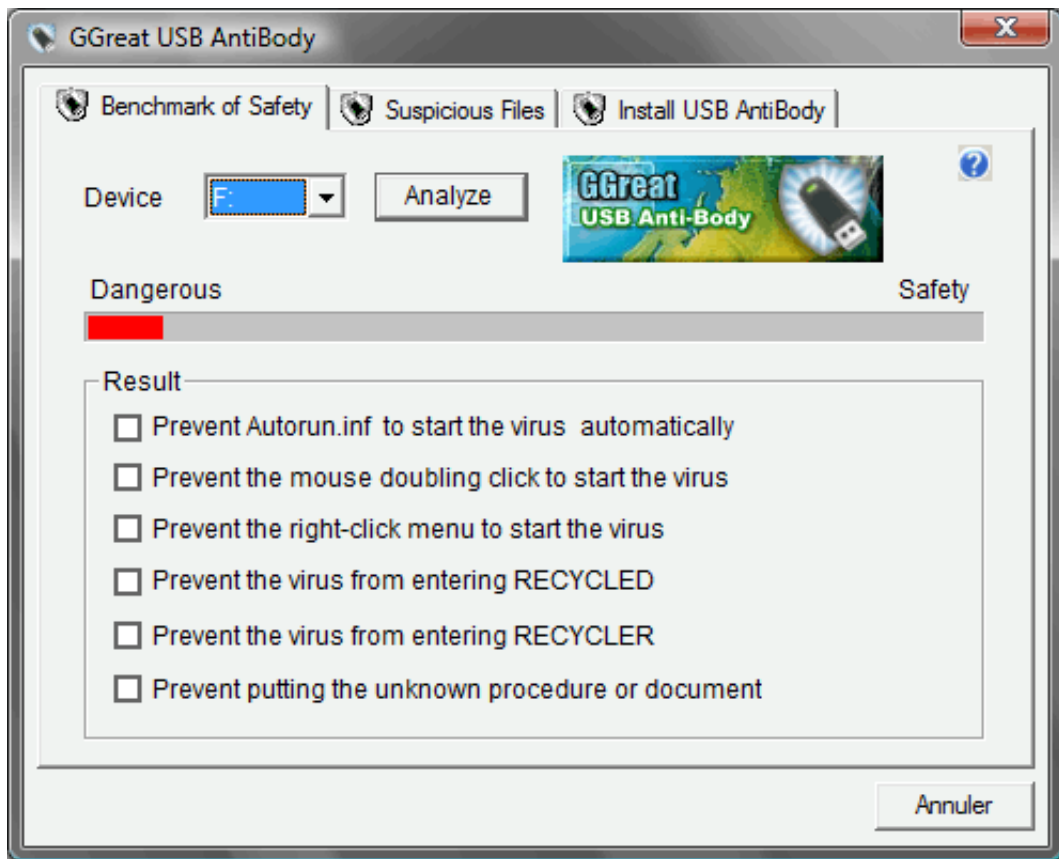 GGreat USB AntiBody
X
Benchmark of Safety
Suspicious Files
Install USB AntiBody
Device
F:
Analyze
GGreat
USB Anti-Body
?
Dangerous
Safety
Result
Prevent Autorun.inf to start the virus automatically
Prevent the mouse doubling click to start the virus
Prevent the right-click menu to start the virus
Prevent the virus from entering RECYCLED
Prevent the virus from entering RECYCLER
Prevent putting the unknown procedure or document
Annuler